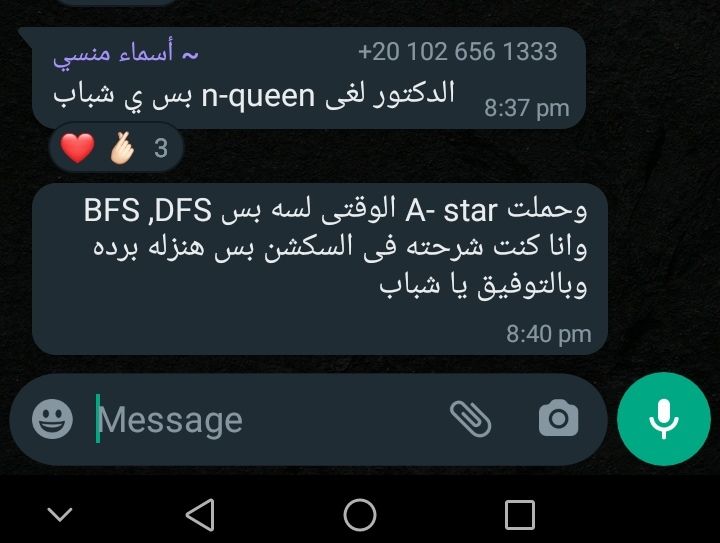 ~ أسماء منسي +20 102 656 1333
الدكتور لغى n-queen بس ي شباب
8:37 pm
3
وحملت A- star الوقتى لسه بس BFS ,DFS
وانا كنت شرحته فى السكشن بس هنزله برده
وبالتوفيق يا شباب
8:40 pm
Message